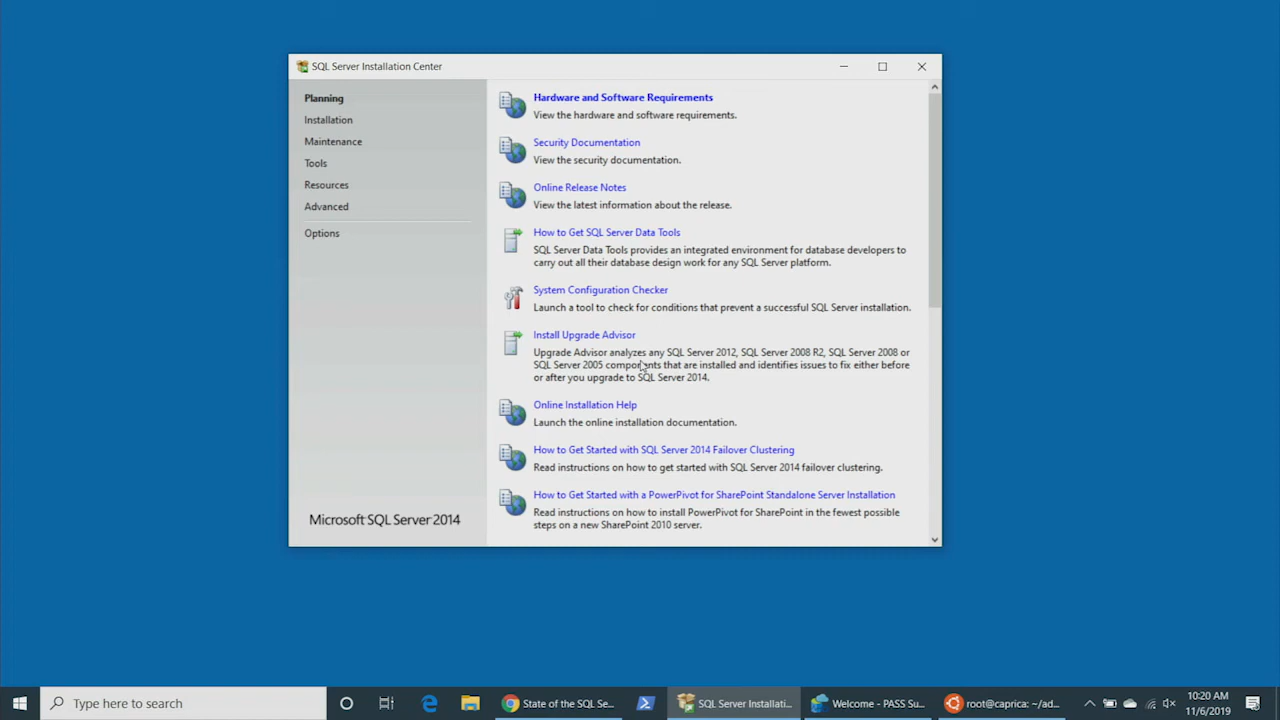 SQL Server Installation Center
Planning
Installation
Maintenance
Tools
Resources
Advanced
Options
Microsoft SQL Server 2014
Hardware and Software Requirements
View the hardware and software requirements.
Security Documentation
View the security documentation.
Online Release Notes
View the latest information about the release.
How to Get SQL Server Data Tools
SQL Server Data Tools provides an integrated environment for database developers to
carry out all their database design work for any SQL Server platform.
System Configuration Checker
Launch a tool to check for conditions that prevent a successful SQL Server installation.
Install Upgrade Advisor
Upgrade Advisor analyzes any SQL Server 2012, SQL Server 2008 R2, SQL Server 2008 or
SQL Server 2005 components that are installed and identifies issues to fix either before
or after you upgrade to SQL Server 2014.
Online Installation Help
Launch the online installation documentation.
How to Get Started with SQL Server 2014 Failover Clustering
Read instructions on how to get started with SQL Server 2014 failover clustering.
How to Get Started with a PowerPivot for SharePoint Standalone Server Installation
Read instructions on how to install PowerPivot for SharePoint in the fewest possible
steps on a new SharePoint 2010 server.
Type here to search
State of the SQL Se...
SQL Server Installati...
Welcome - PASS Su...
root@caprica: ~/ad...
10:20 AM
11/6/2019